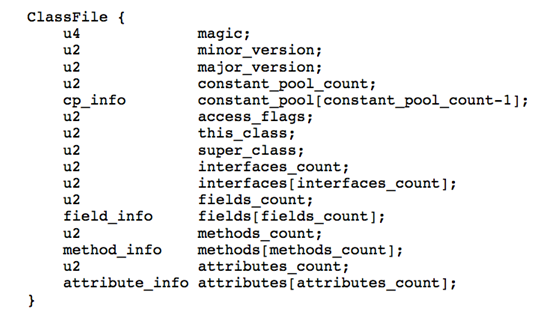 ClassFile {
u4 magic;
u2 minor_version;
u2 major_version;
u2 constant_pool_count;
cp_info constant_pool[constant_pool_count-1];
u2 access_flags;
u2 this_class;
u2 super_class;
u2 interfaces_count;
u2 interfaces[interfaces_count];
u2 fields_count;
field_info fields[fields_count];
u2 methods_count;
method_info methods[methods_count];
u2 attributes_count;
attribute_info attributes[attributes_count];
}